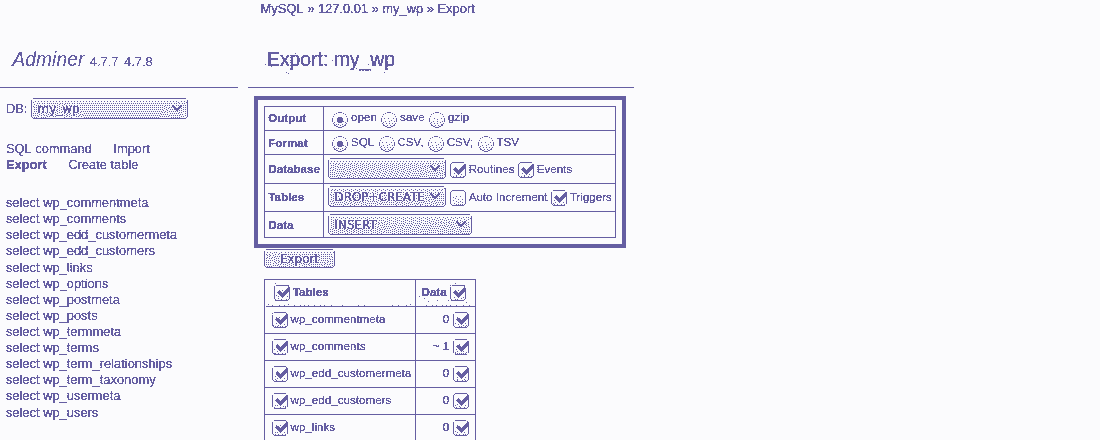 MySQL » 127.0.01 » my_wp » Export
Adminer 4.7.7 4.7.8
Export: my_wp
DB: my_wp
SQL command Import
Export Create table
select wp_commentmeta
select wp_comments
select wp_edd_customermeta
select wp_edd_customers
select wp_links
select wp_options
select wp_postmeta
select wp_posts
select wp_termmeta
select wp_terms
select wp_term_relationships
select wp_term_taxonomy
select wp_usermeta
select wp_users
Output open save gzip
Format SQL CSV, CSV; TSV
Database Routines Events
Tables DROP+CREATE Auto Increment Triggers
Data INSERT
Export
Tables Data
wp_commentmeta 0
wp_comments ~ 1
wp_edd_customermeta 0
wp_edd_customers 0
wp_links 0